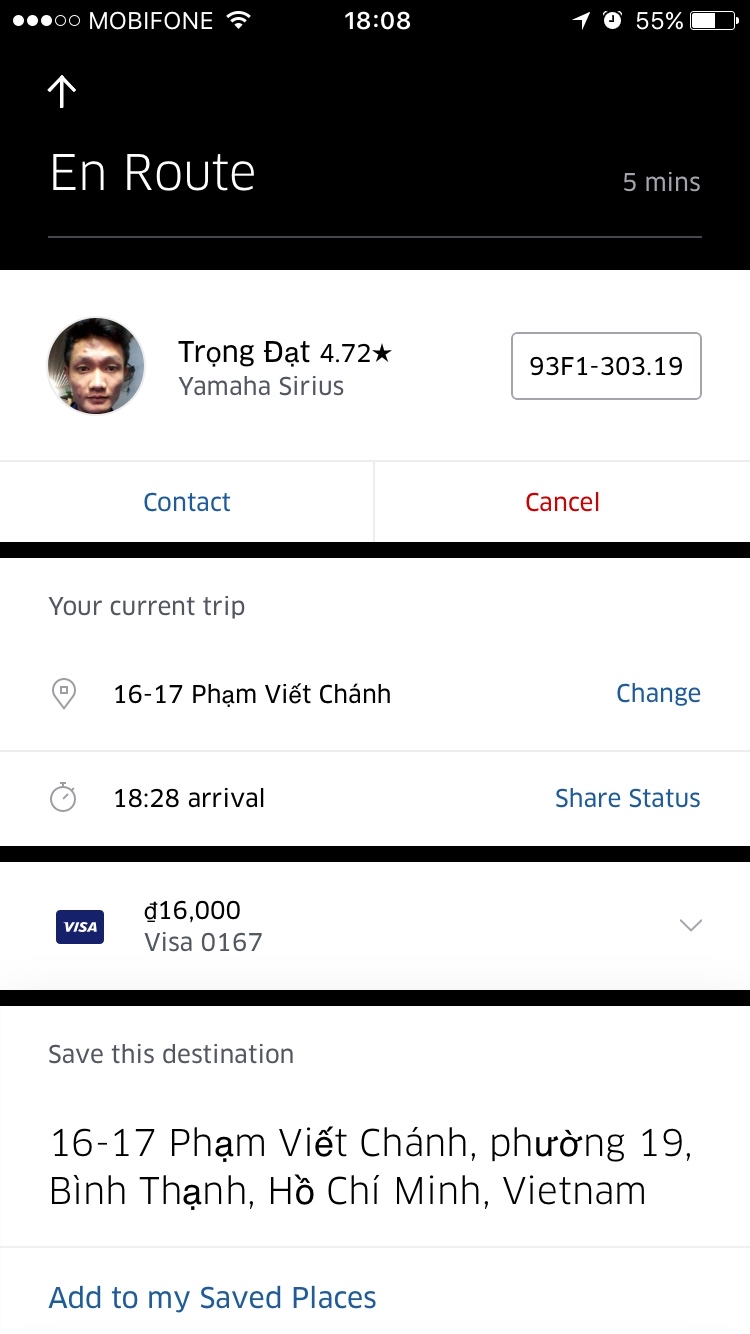 MOBIFONE 18:08 55%
En Route 5 mins
Trọng Đạt 4.72★ 93F1-303.19
Yamaha Sirius
Contact Cancel
Your current trip
16-17 Phạm Viết Chánh Change
18:28 arrival Share Status
VISA ₫16,000
Visa 0167
Save this destination
16-17 Phạm Viết Chánh, phường 19,
Bình Thạnh, Hồ Chí Minh, Vietnam
Add to my Saved Places